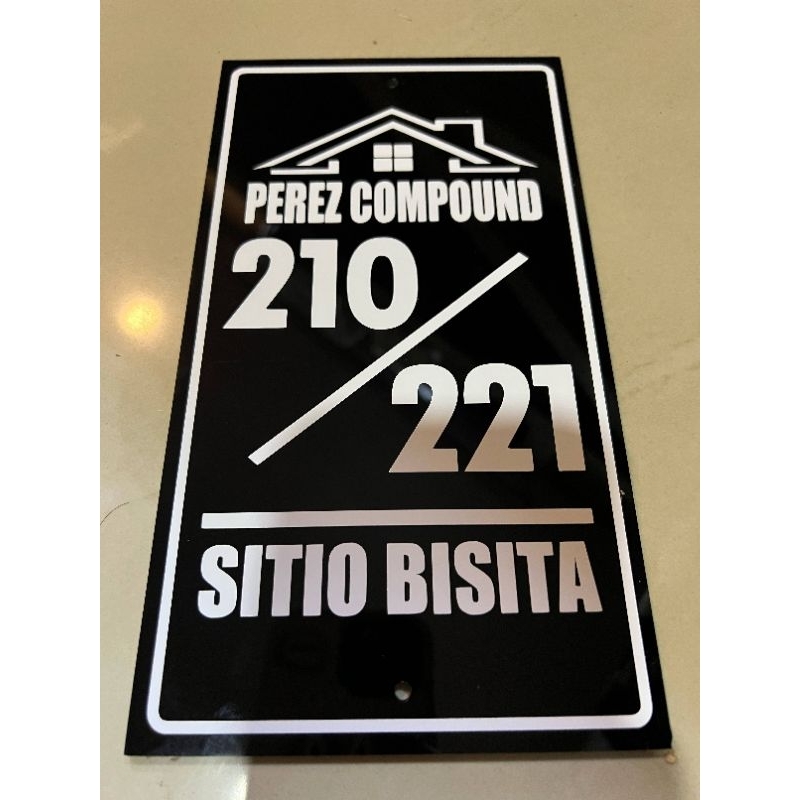 PEREZ COMPOUND
210/
221
SITIO BISITA